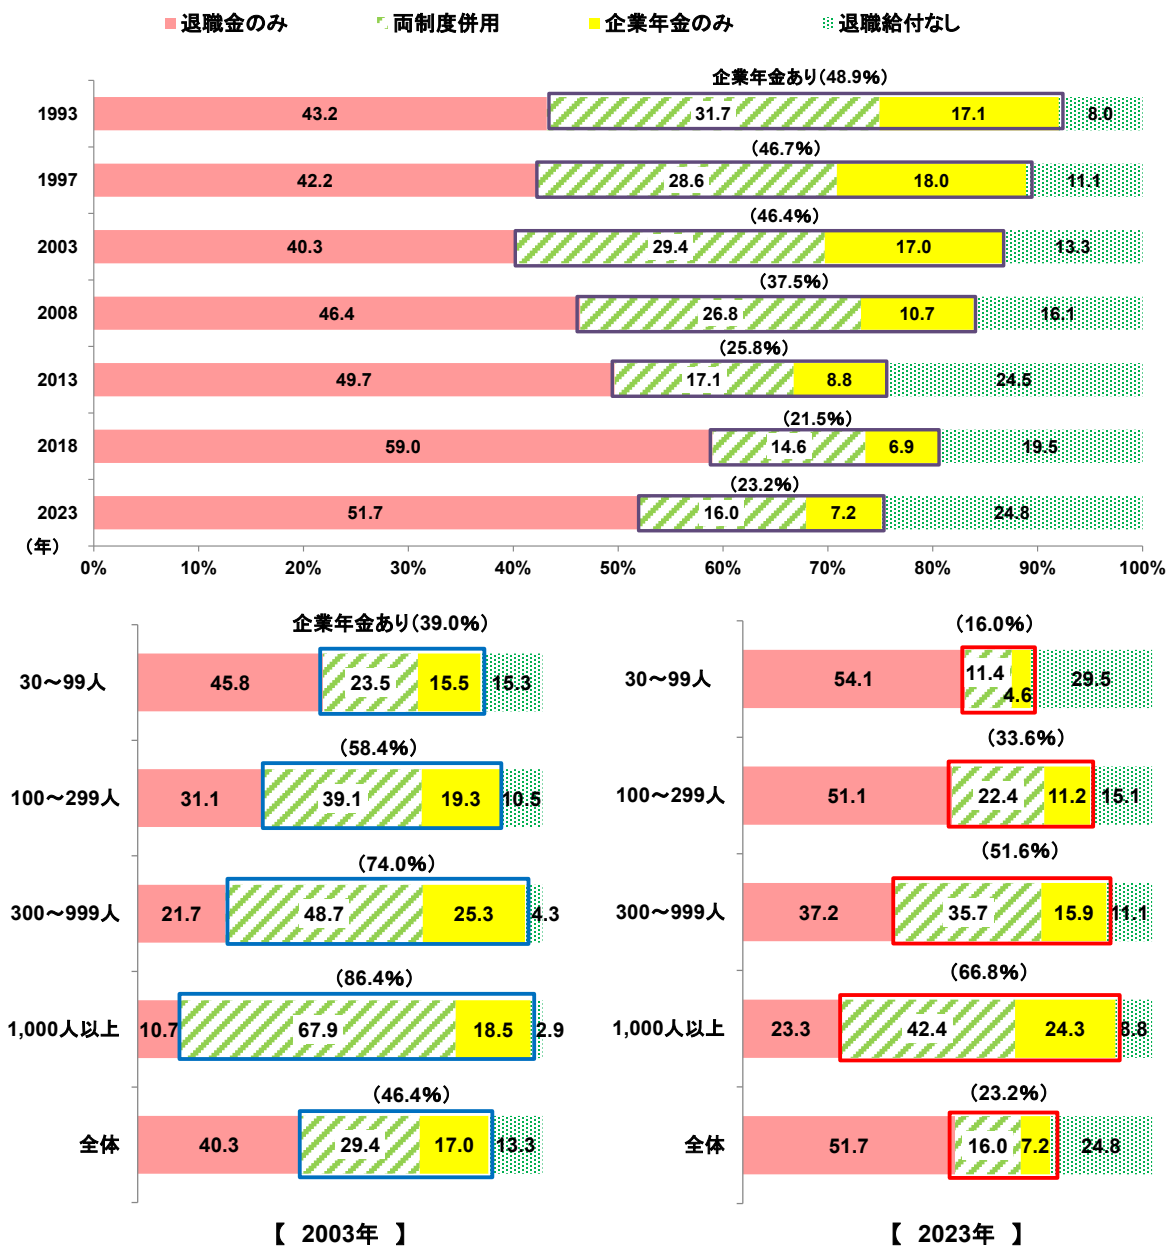 退職金のみ 両制度併用 企業年金のみ 退職給付なし
企業年金あり(48.9%)
1993 43.2 31.7 17.1 8.0
(46.7%)
1997 42.2 28.6 18.0 11.1
(46.4%)
2003 40.3 29.4 17.0 13.3
(37.5%)
2008 46.4 26.8 10.7 16.1
(25.8%)
2013 49.7 17.1 8.8 24.5
(21.5%)
2018 59.0 14.6 6.9 19.5
(23.2%)
2023 51.7 16.0 7.2 24.8
(年)
0% 10% 20% 30% 40% 50% 60% 70% 80% 90% 100%
企業年金あり(39.0%)
30～99人 45.8 23.5 15.5 15.3
(58.4%)
100～299人 31.1 39.1 19.3 10.5
(74.0%)
300～999人 21.7 48.7 25.3 4.3
(86.4%)
1,000人以上 10.7 67.9 18.5 2.9
(46.4%)
全体 40.3 29.4 17.0 13.3
【 2003年 】
(16.0%)
30～99人 54.1 11.4 4.6 29.5
(33.6%)
100～299人 51.1 22.4 11.2 15.1
(51.6%)
300～999人 37.2 35.7 15.9 11.1
(66.8%)
1,000人以上 23.3 42.4 24.3 8.8
(23.2%)
全体 51.7 16.0 7.2 24.8
【 2023年 】